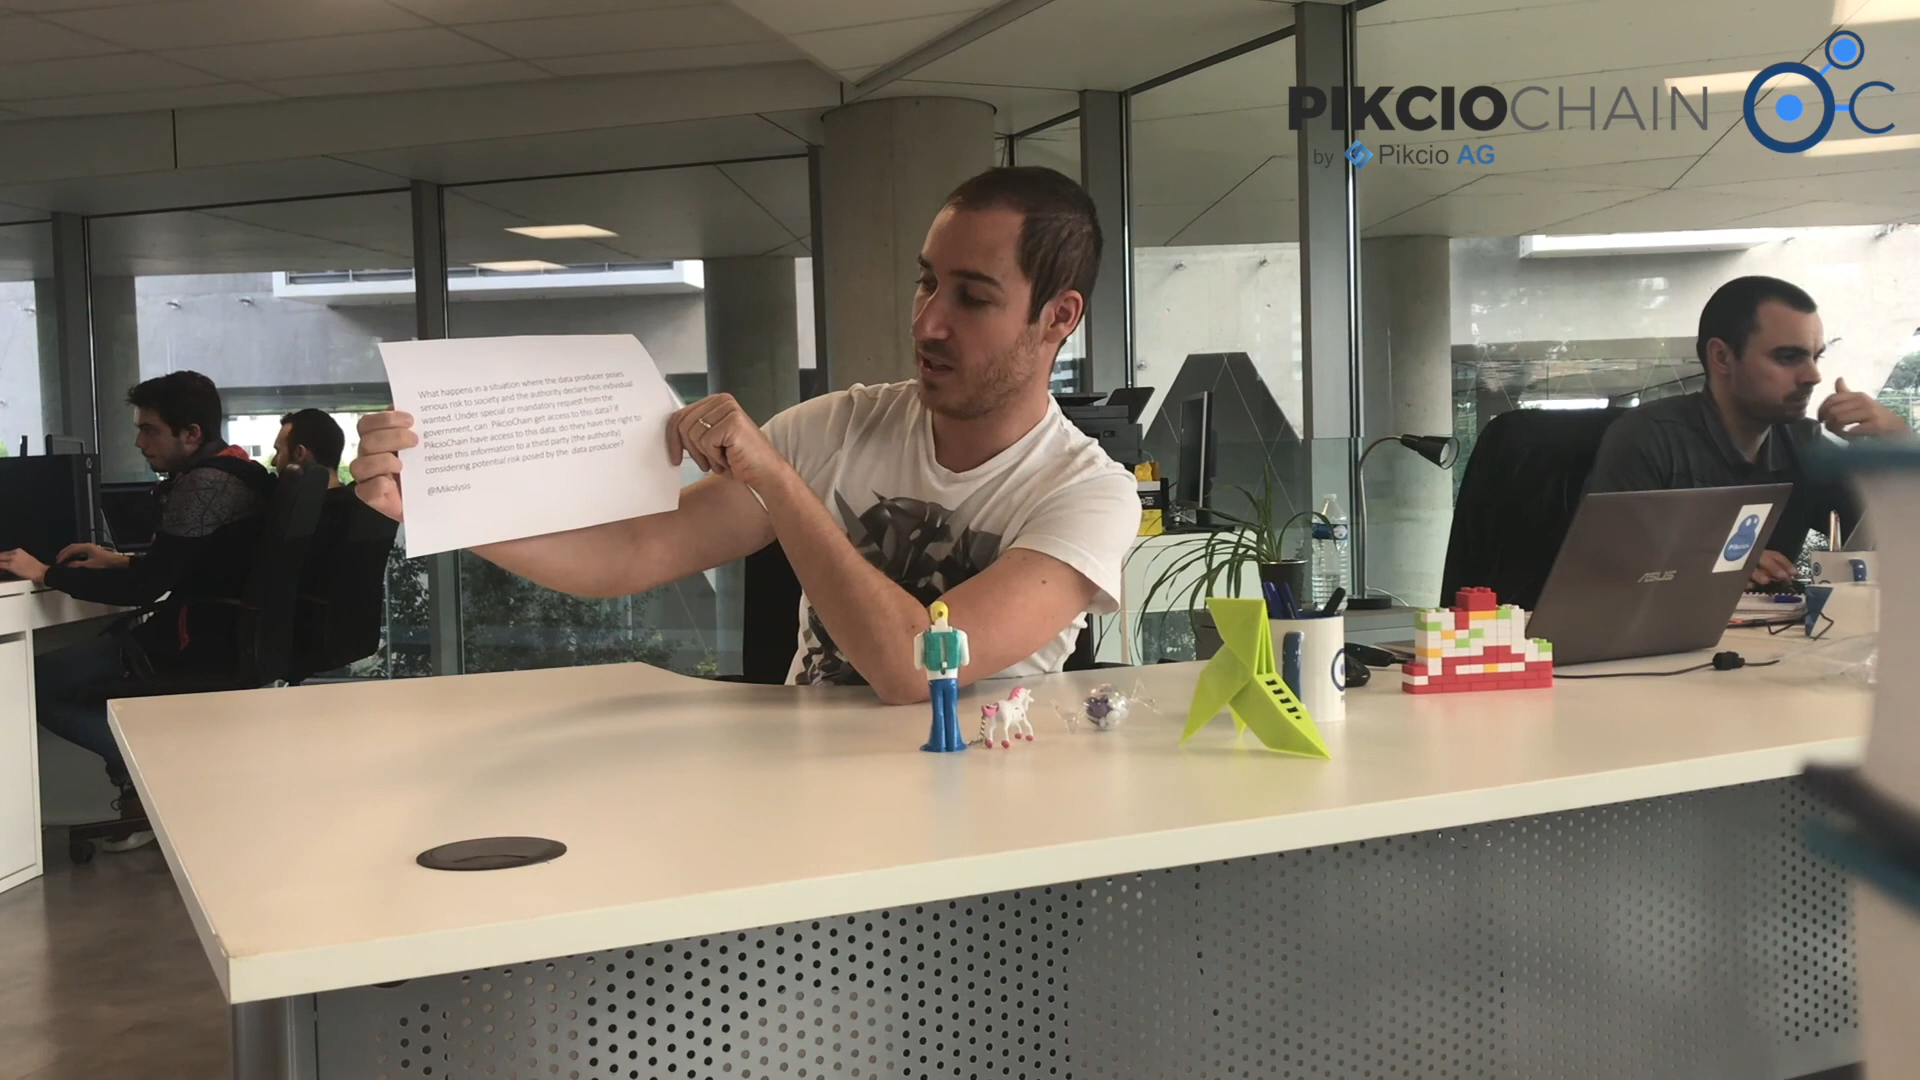 PIKCIOCHAIN
by Pikcio AG
What happens in a situation where the data producer poses
serious risk to society and the authority declare this individual
wanted. Under special or mandatory request from the
government, can PikcioChain get access to this data? If
PikcioChain have access to this data, do they have the right to
release this information to a third party (the authority)
considering potential risk posed by the data producer?
@Mikolysis
ASUS